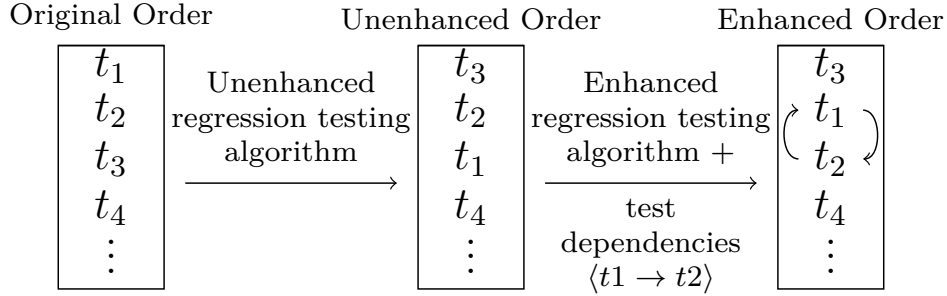 Original Order
t₁
t₂
t₃
t₄
⋮
Unenhanced
regression testing
algorithm
Unenhanced Order
t₃
t₂
t₁
t₄
⋮
Enhanced
regression testing
algorithm +
test
dependencies
⟨t1 → t2⟩
Enhanced Order
t₃
t₁
t₂
t₄
⋮